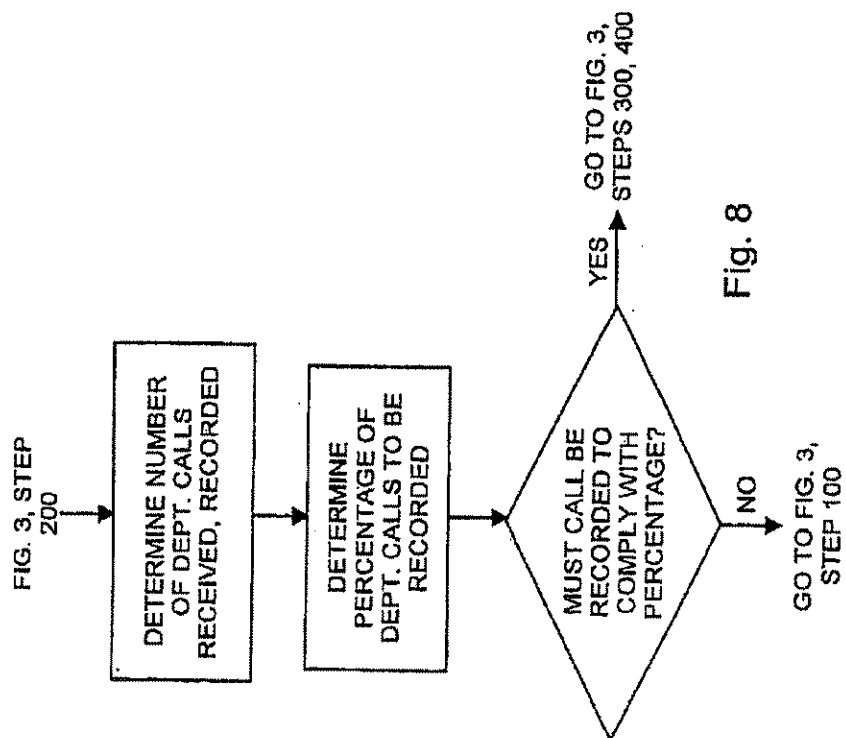 FIG. 3, STEP
200
DETERMINE NUMBER
OF DEPT. CALLS
RECEIVED, RECORDED
DETERMINE
PERCENTAGE OF
DEPT. CALLS TO BE
RECORDED
MUST CALL BE
RECORDED TO
COMPLY WITH
PERCENTAGE?
YES
GO TO FIG. 3,
STEPS 300, 400
NO
GO TO FIG. 3,
STEP 100
Fig. 8